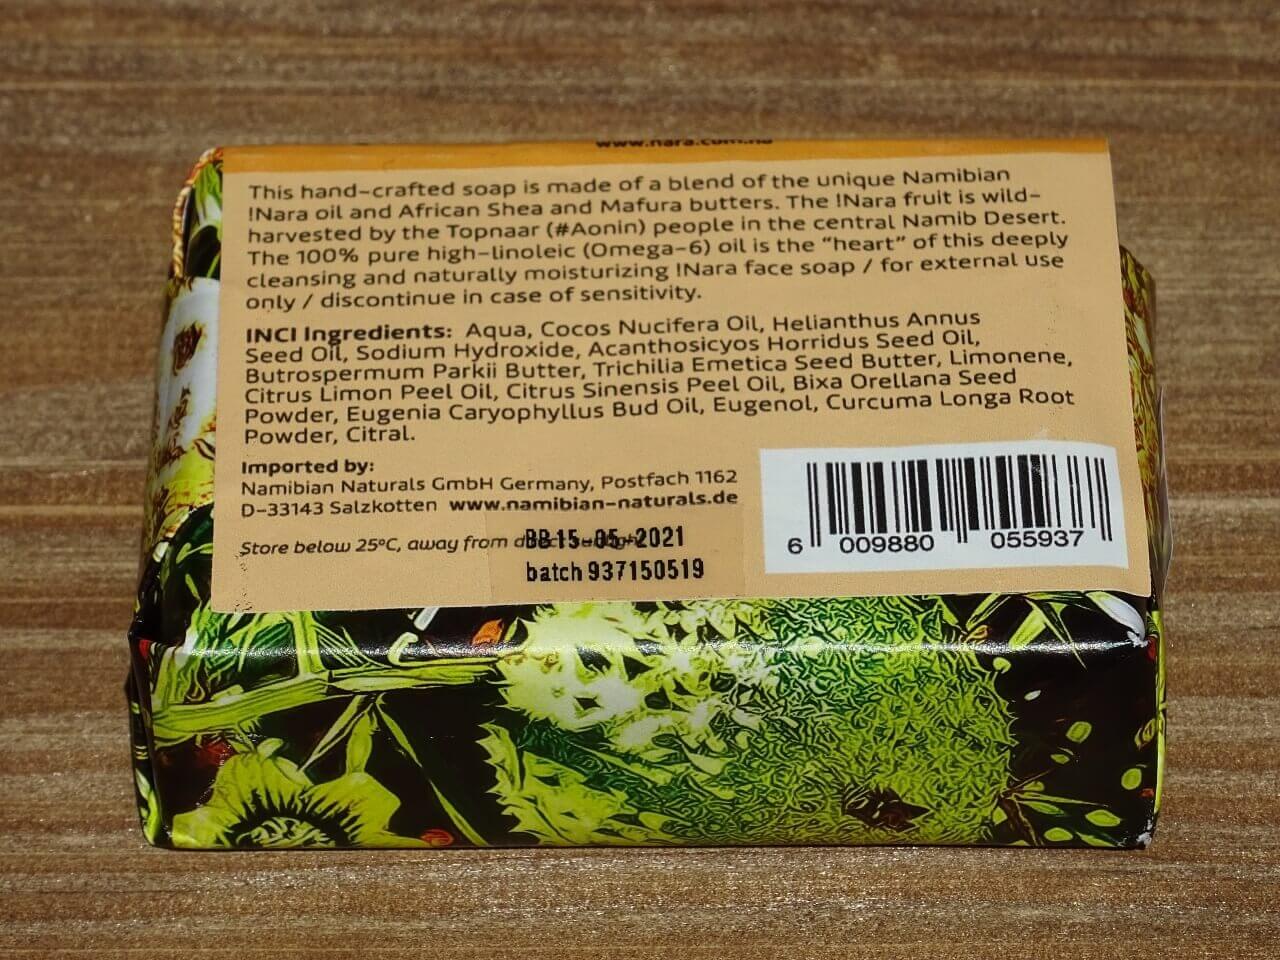 www.nara.com.na
This hand-crafted soap is made of a blend of the unique Namibian
!Nara oil and African Shea and Mafura butters. The !Nara fruit is wild-
harvested by the Topnaar (#Aonin) people in the central Namib Desert.
The 100% pure high-linoleic (Omega-6) oil is the "heart" of this deeply
cleansing and naturally moisturizing !Nara face soap / for external use
only / discontinue in case of sensitivity.
INCI Ingredients: Aqua, Cocos Nucifera Oil, Helianthus Annus
Seed Oil, Sodium Hydroxide, Acanthosicyos Horridus Seed Oil,
Butrospermum Parkii Butter, Trichilia Emetica Seed Butter, Limonene,
Citrus Limon Peel Oil, Citrus Sinensis Peel Oil, Bixa Orellana Seed
Powder, Eugenia Caryophyllus Bud Oil, Eugenol, Curcuma Longa Root
Powder, Citral.
Imported by:
Namibian Naturals GmbH Germany, Postfach 1162
D-33143 Salzkotten www.namibian-naturals.de
Store below 25°C, away from
BB 15-05-2021
batch 937150519
6 009880 055937